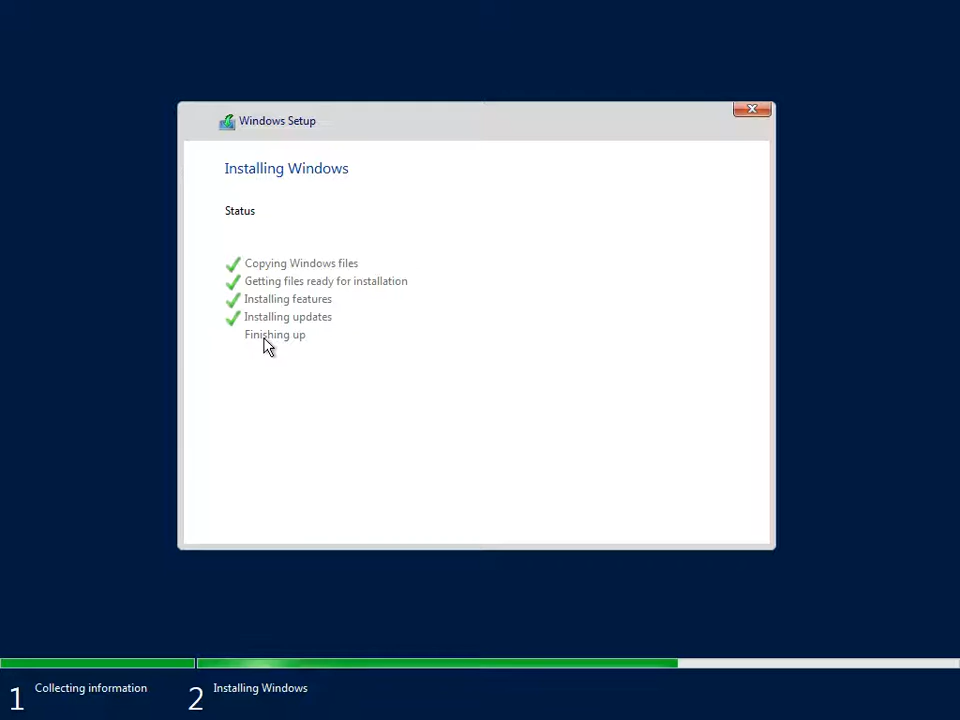 Windows Setup
Installing Windows
Status
Copying Windows files
Getting files ready for installation
Installing features
Installing updates
Finishing up
1 Collecting information
2 Installing Windows